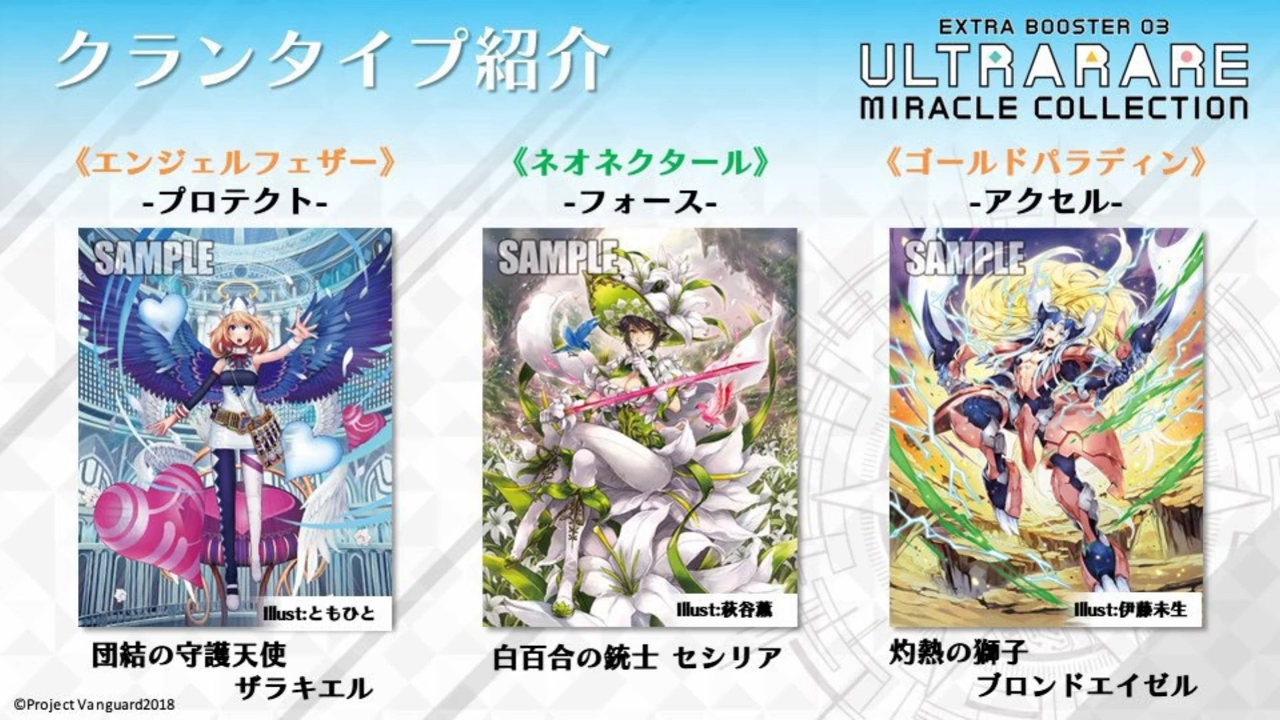 クランタイプ紹介
EXTRA BOOSTER 03
ULTRARARE
MIRACLE COLLECTION
《エンジェルフェザー》
-プロテクト-
SAMPLE
Illust:ともひと
団結の守護天使
ザラキエル
《ネオネクタール》
-フォース-
SAMPLE
Illust:萩谷薫
白百合の銃士 セシリア
《ゴールドパラディン》
-アクセル-
SAMPLE
Illust:伊藤未生
灼熱の獅子
ブロンドエイゼル
©Project Vanguard2018